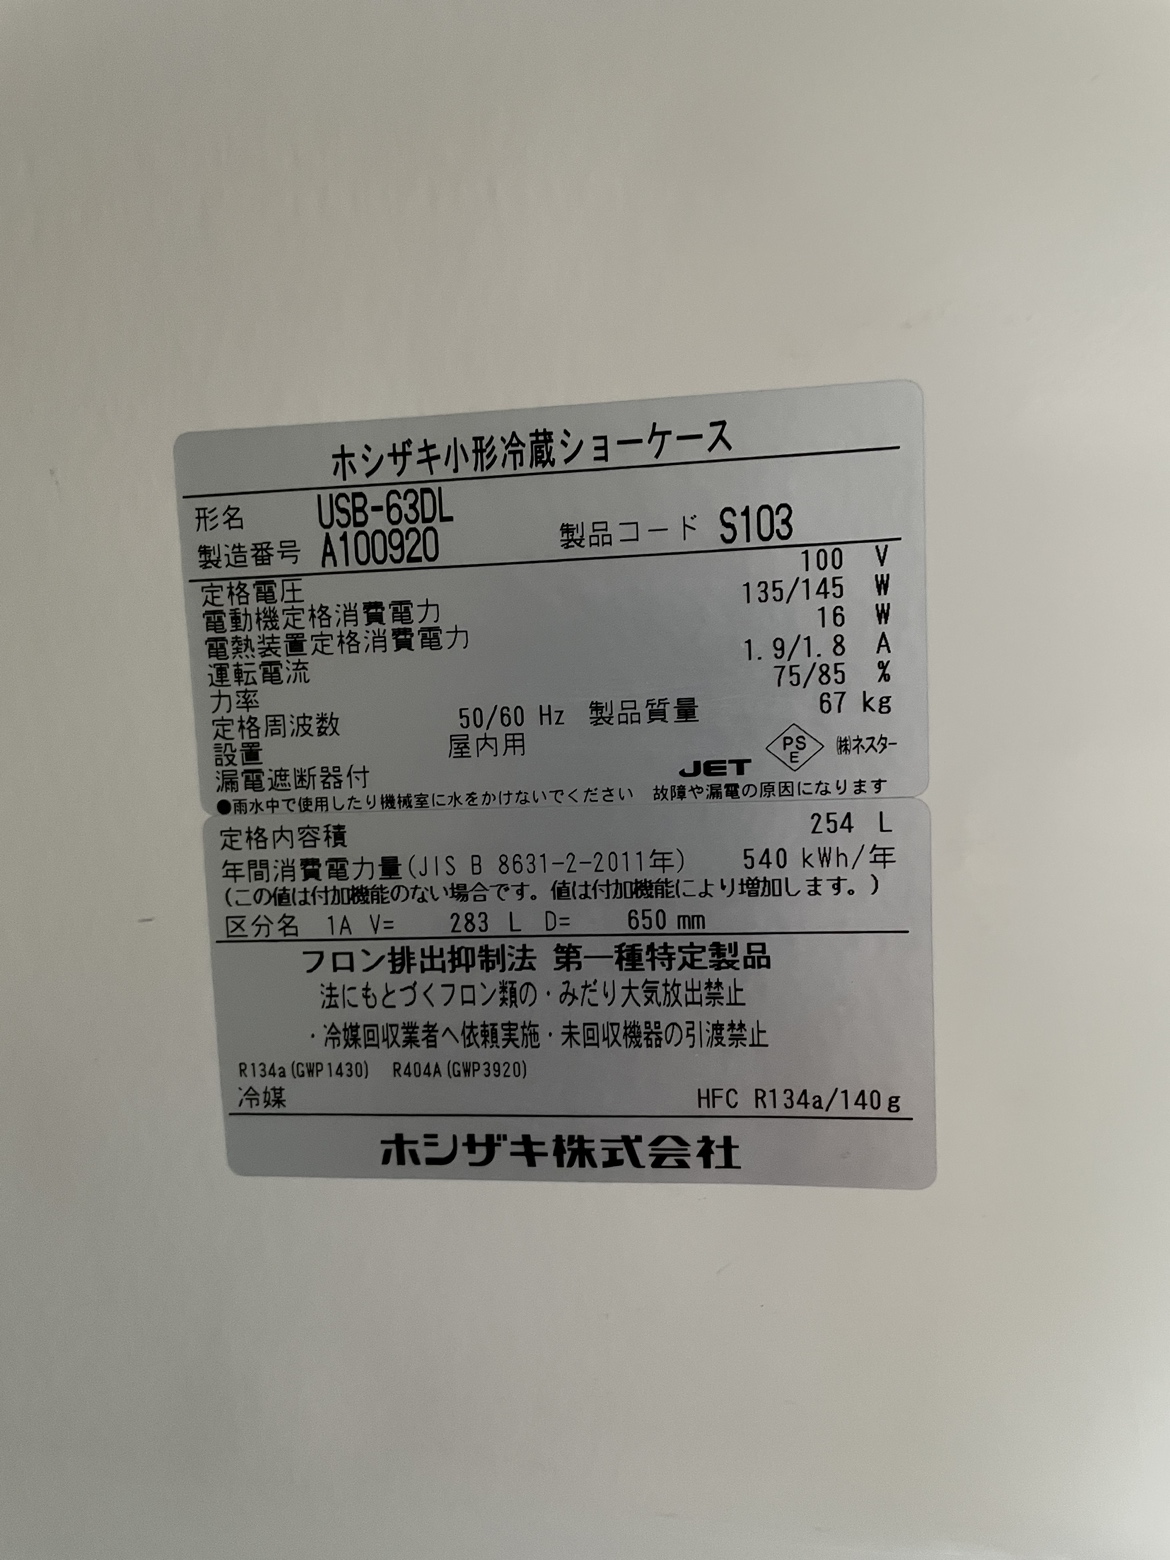 ホシザキ小形冷蔵ショーケース
形名 USB-63DL
製造番号 A100920 製品コード S103
定格電圧 100 V
電動機定格消費電力 135/145 W
電熱装置定格消費電力 16 W
運転電流 1.9/1.8 A
力率 75/85 %
定格周波数 50/60 Hz 製品質量 67 kg
設置 屋内用
漏電遮断器付 JET PSE ㈱ネスター
●雨水中で使用したり機械室に水をかけないでください 故障や漏電の原因になります
定格内容積 254 L
年間消費電力量(JIS B 8631-2-2011年) 540 kWh/年
(この値は付加機能のない場合です。値は付加機能により増加します。)
区分名 1A V= 283 L D= 650 mm
フロン排出抑制法 第一種特定製品
法にもとづくフロン類の・みだり大気放出禁止
・冷媒回収業者へ依頼実施・未回収機器の引渡禁止
R134a(GWP1430) R404A(GWP3920)
冷媒 HFC R134a/140g
ホシザキ株式会社